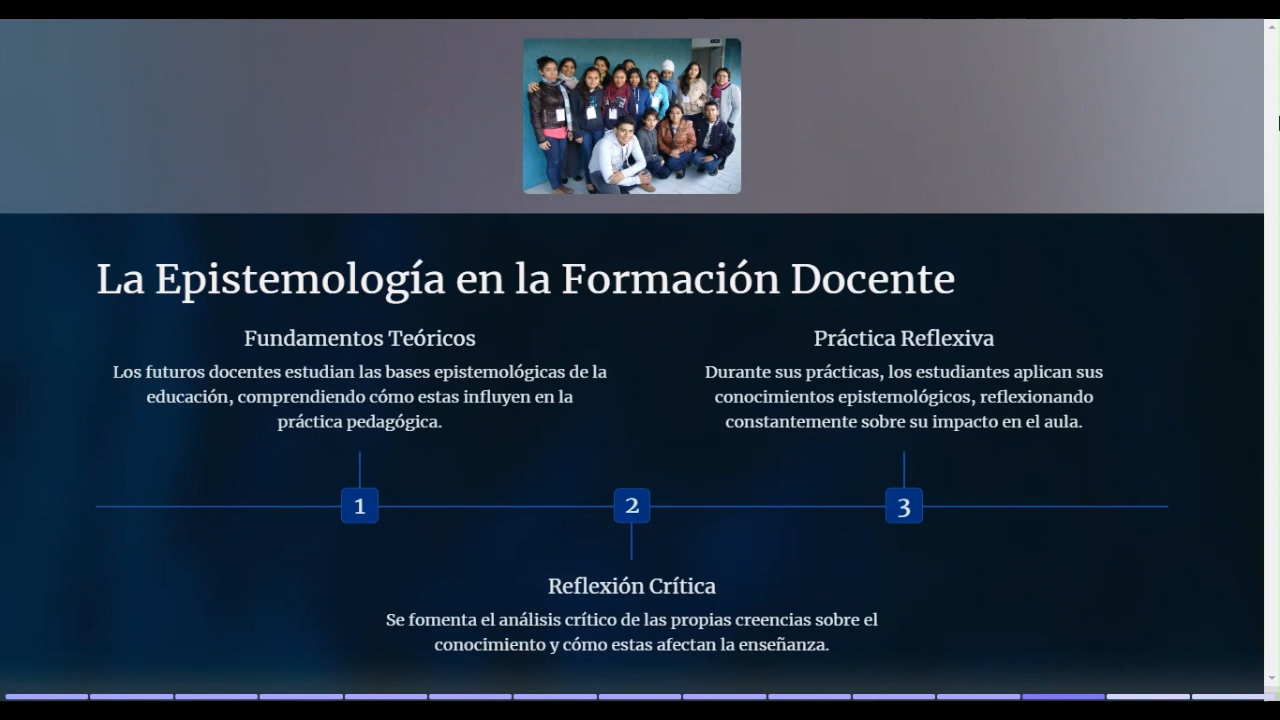 La Epistemología en la Formación Docente
Fundamentos Teóricos
Los futuros docentes estudian las bases epistemológicas de la
educación, comprendiendo cómo estas influyen en la
práctica pedagógica.
Práctica Reflexiva
Durante sus prácticas, los estudiantes aplican sus
conocimientos epistemológicos, reflexionando
constantemente sobre su impacto en el aula.
1
2
3
Reflexión Crítica
Se fomenta el análisis crítico de las propias creencias sobre el
conocimiento y cómo estas afectan la enseñanza.